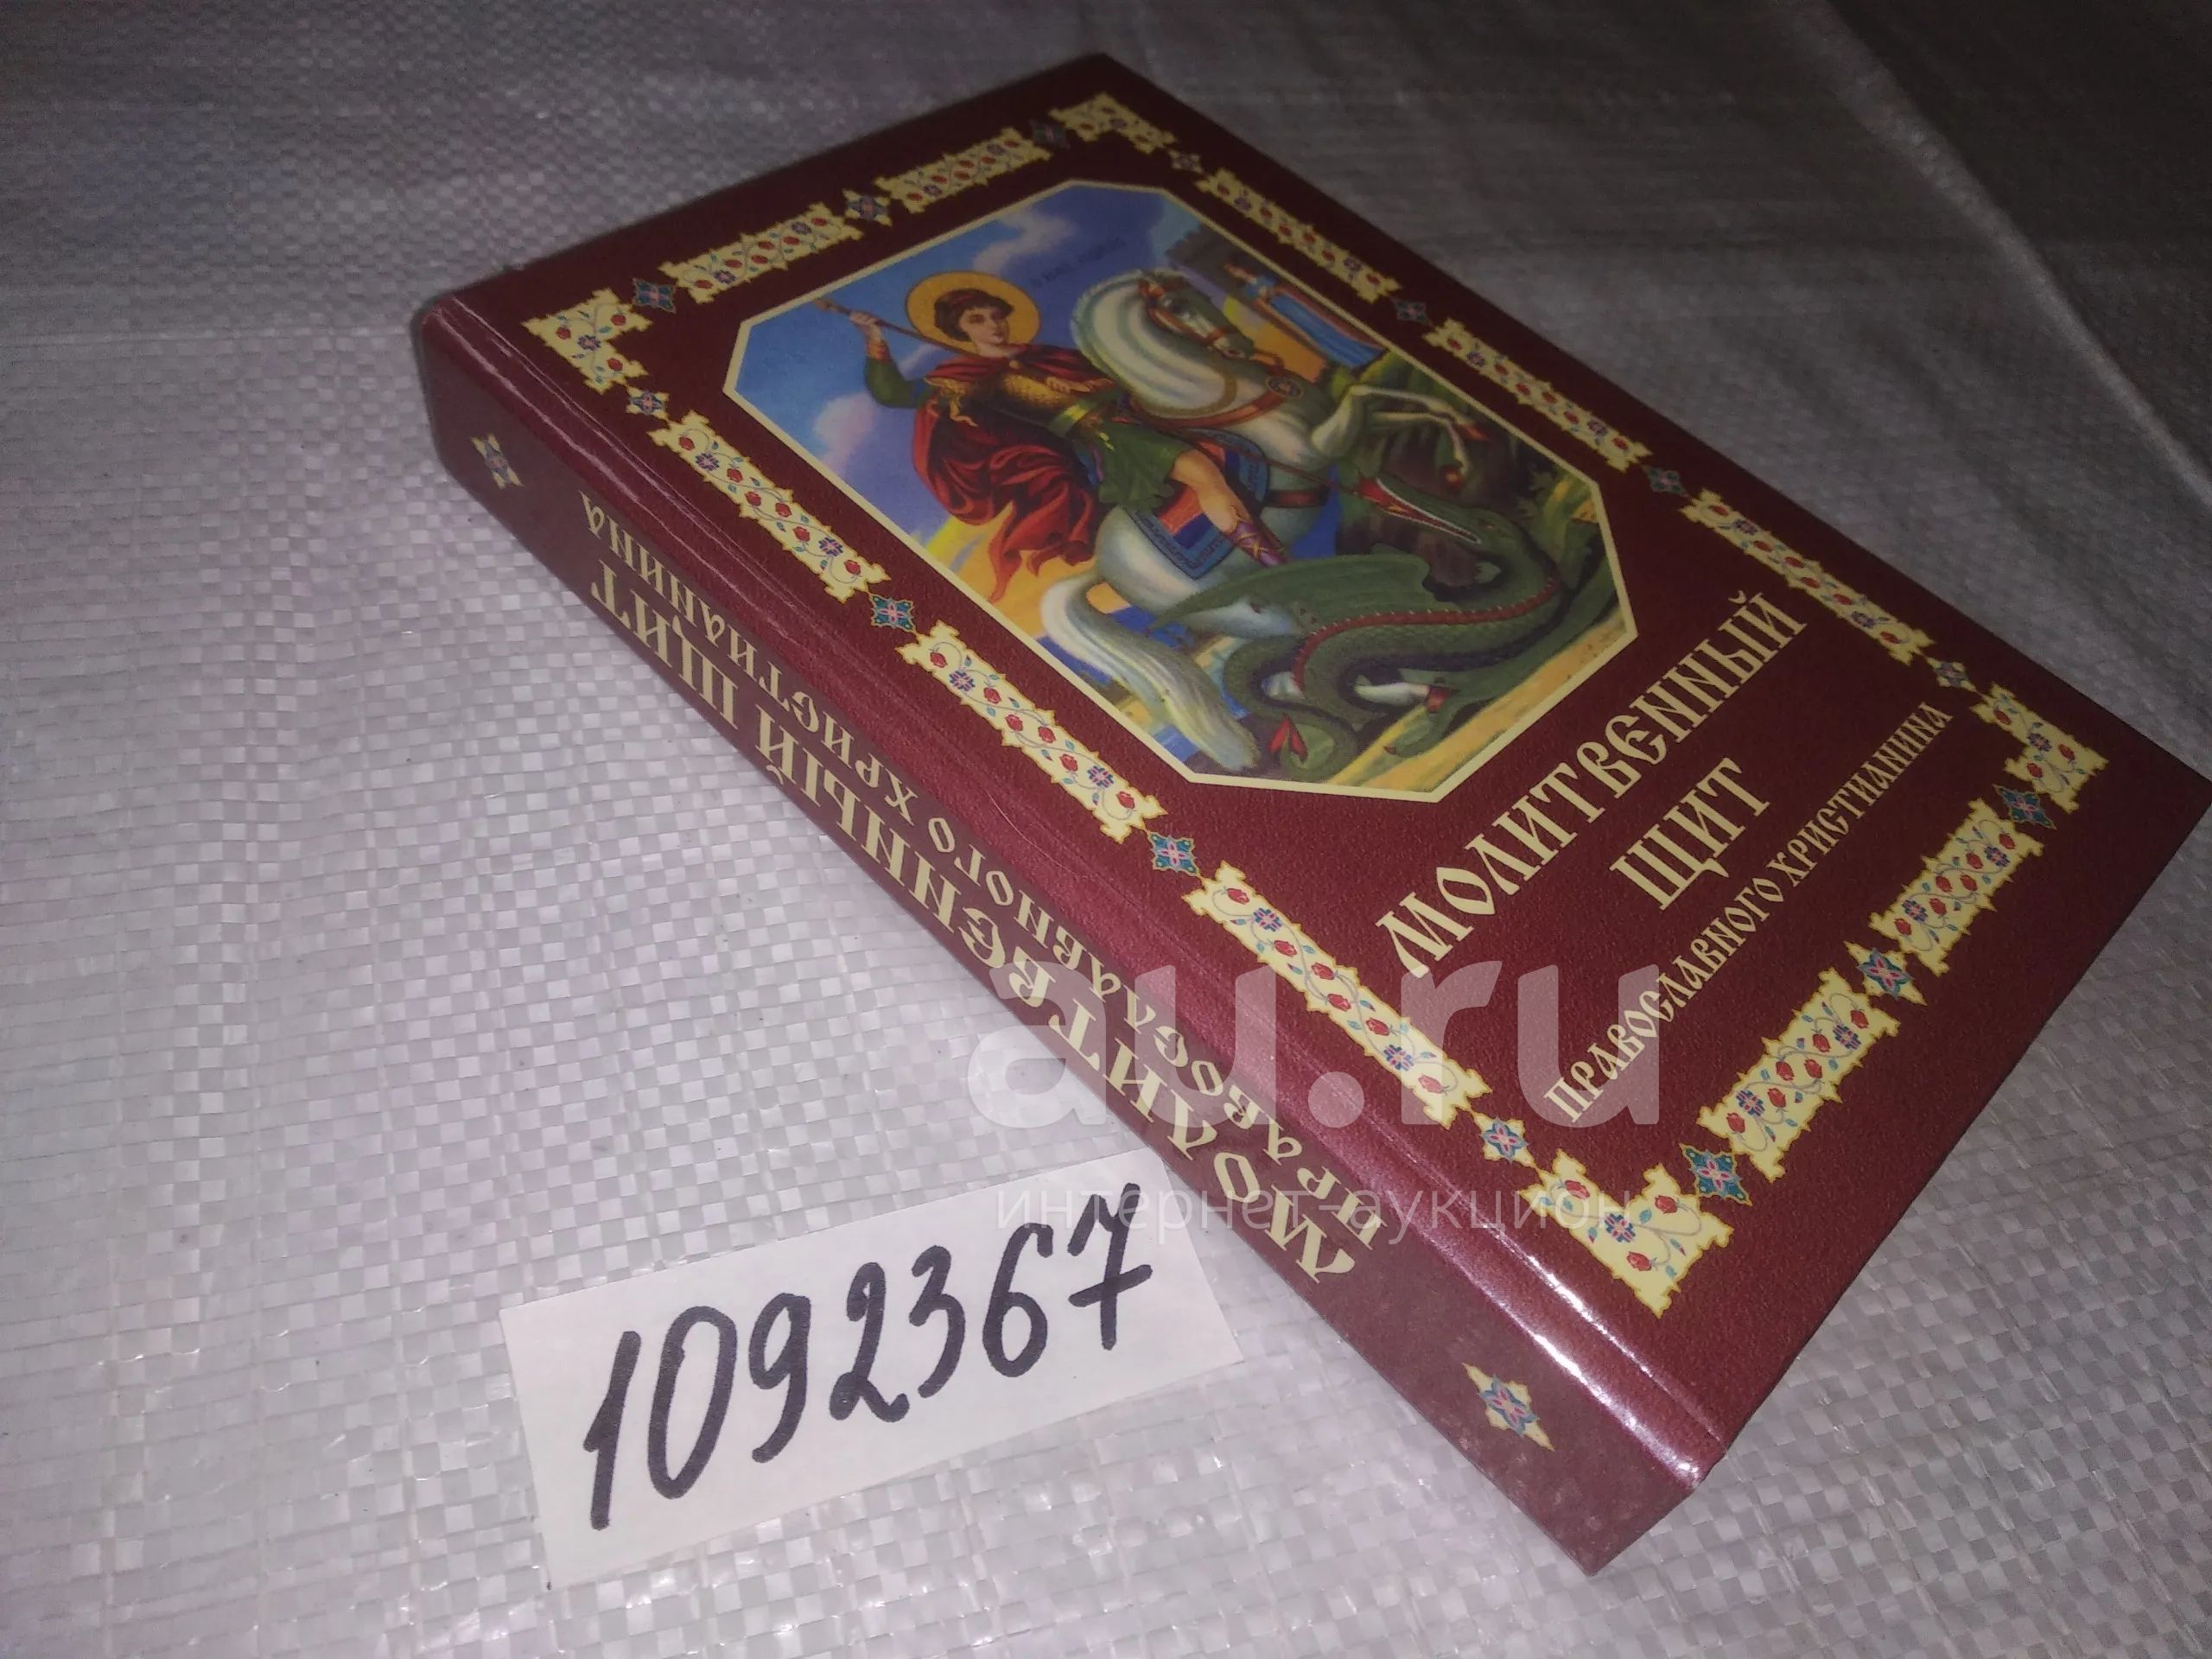 МОЛИТВЕННЫЙ
ЩИТ
ПРАВОСЛАВНОГО ХРИСТИАНИНА
МОЛИТВЕННЫЙ ЩИТ
ПРАВОСЛАВНОГО ХРИСТИАНИНА
au.ru
интернет-аукцион
1092367